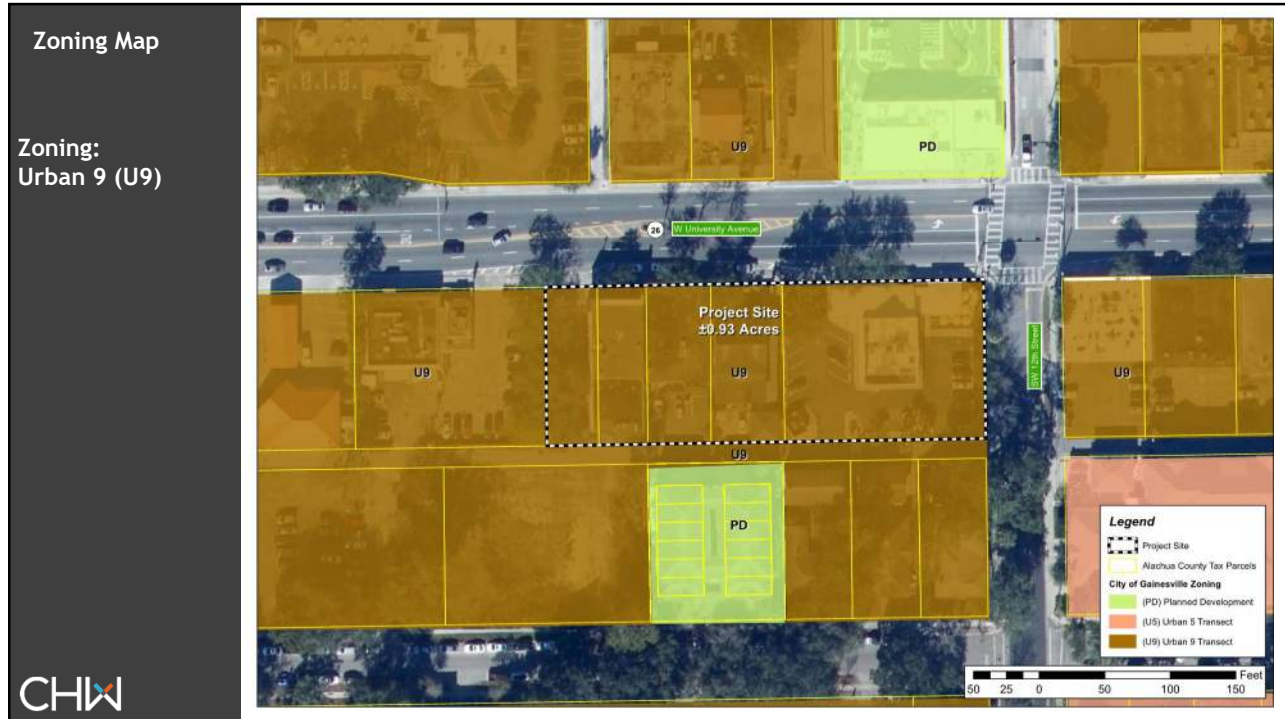 Zoning Map
Zoning:
Urban 9 (U9)
CHW
U9
PD
26
W University Avenue
Project Site
±0.93 Acres
U9
U9
SW 12th Street
U9
U9
PD
Legend
Project Site
Alachua County Tax Parcels
City of Gainesville Zoning
(PD) Planned Development
(U5) Urban 5 Transect
(U9) Urban 9 Transect
Feet
50 25 0 50 100 150